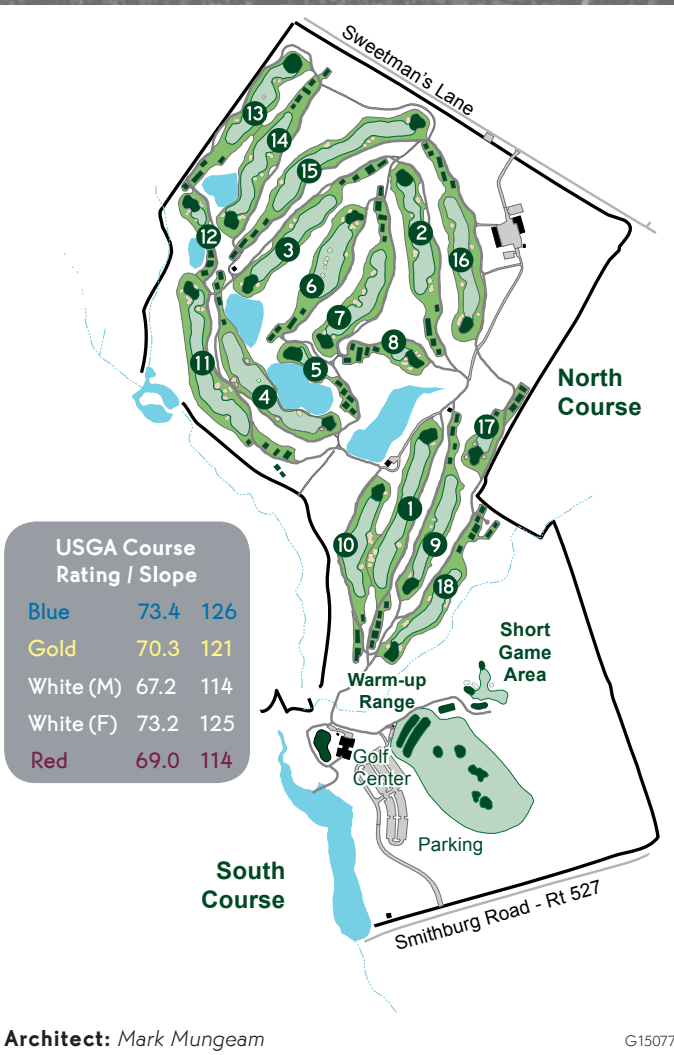 Sweetman's Lane
13
14
15
12
3
2
6
16
7
11
5
8
4
North
Course
17
1
10
9
18
USGA Course
Rating / Slope
Blue 73.4 126
Gold 70.3 121
White (M) 67.2 114
White (F) 73.2 125
Red 69.0 114
Short
Game
Area
Warm-up
Range
Golf
Center
Parking
South
Course
Smithburg Road - Rt 527
Architect: Mark Mungeam
G15077